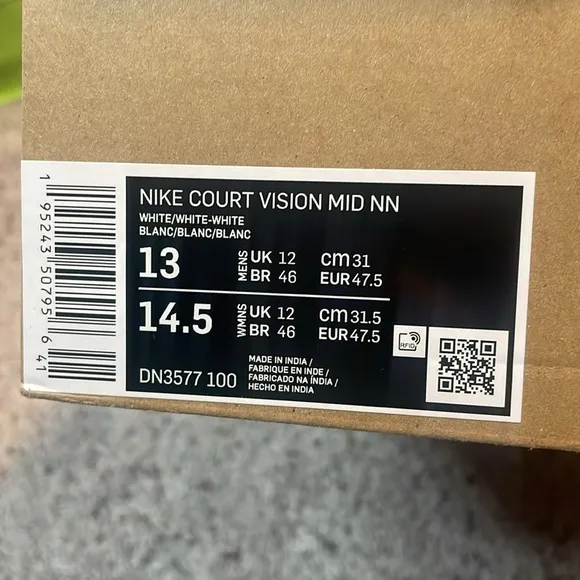 NIKE COURT VISION MID NN
WHITE/WHITE-WHITE
BLANC/BLANC/BLANC
13 MENS UK 12 CM 31
BR 46 EUR 47.5
14.5 WMNS UK 12 CM 31.5
BR 46 EUR 47.5
DN3577 100
MADE IN INDIA /
FABRIQUE EN INDE /
FABRICADO NA ÍNDIA /
HECHO EN INDIA
RFID
1 95243 50795 6 41